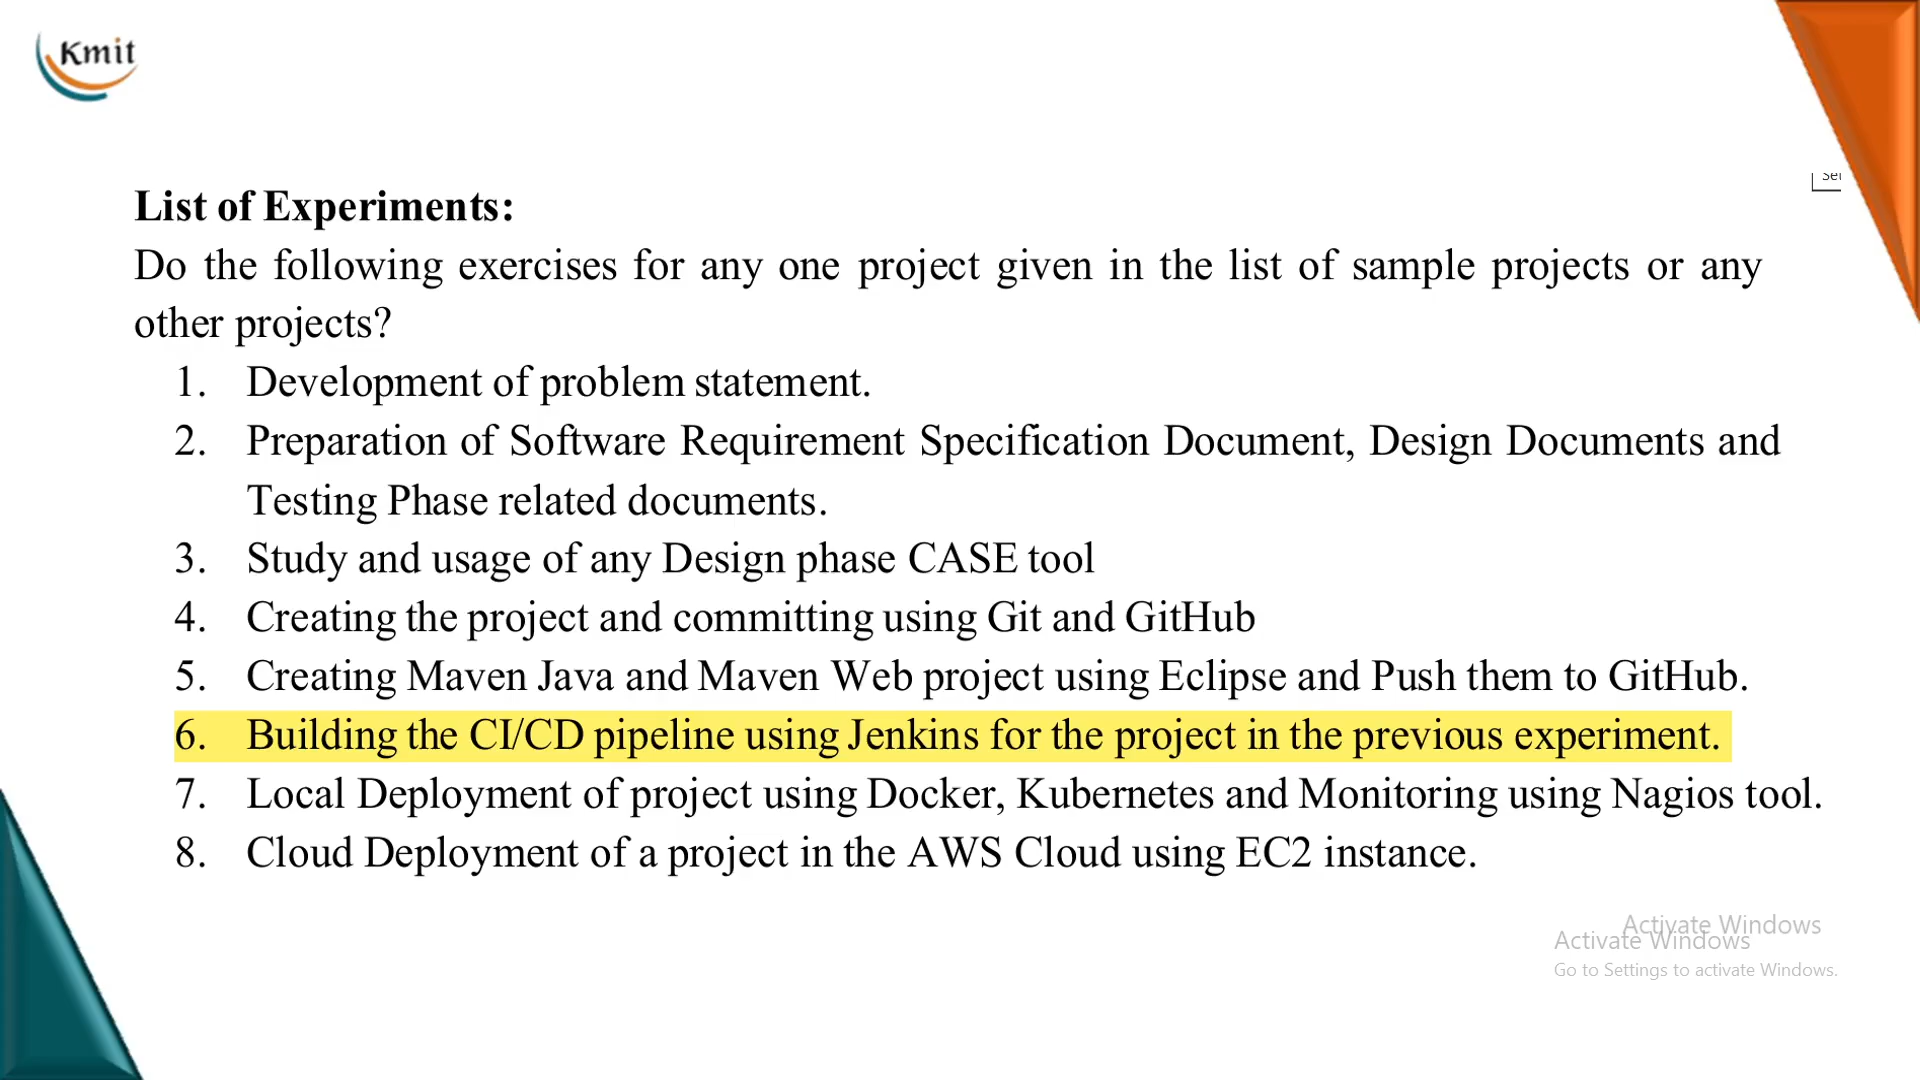 Kmit
Set
List of Experiments:
Do the following exercises for any one project given in the list of sample projects or any
other projects?
1. Development of problem statement.
2. Preparation of Software Requirement Specification Document, Design Documents and
Testing Phase related documents.
3. Study and usage of any Design phase CASE tool
4. Creating the project and committing using Git and GitHub
5. Creating Maven Java and Maven Web project using Eclipse and Push them to GitHub.
6. Building the CI/CD pipeline using Jenkins for the project in the previous experiment.
7. Local Deployment of project using Docker, Kubernetes and Monitoring using Nagios tool.
8. Cloud Deployment of a project in the AWS Cloud using EC2 instance.
Activate Windows
Activate Windows
Go to Settings to activate Windows.